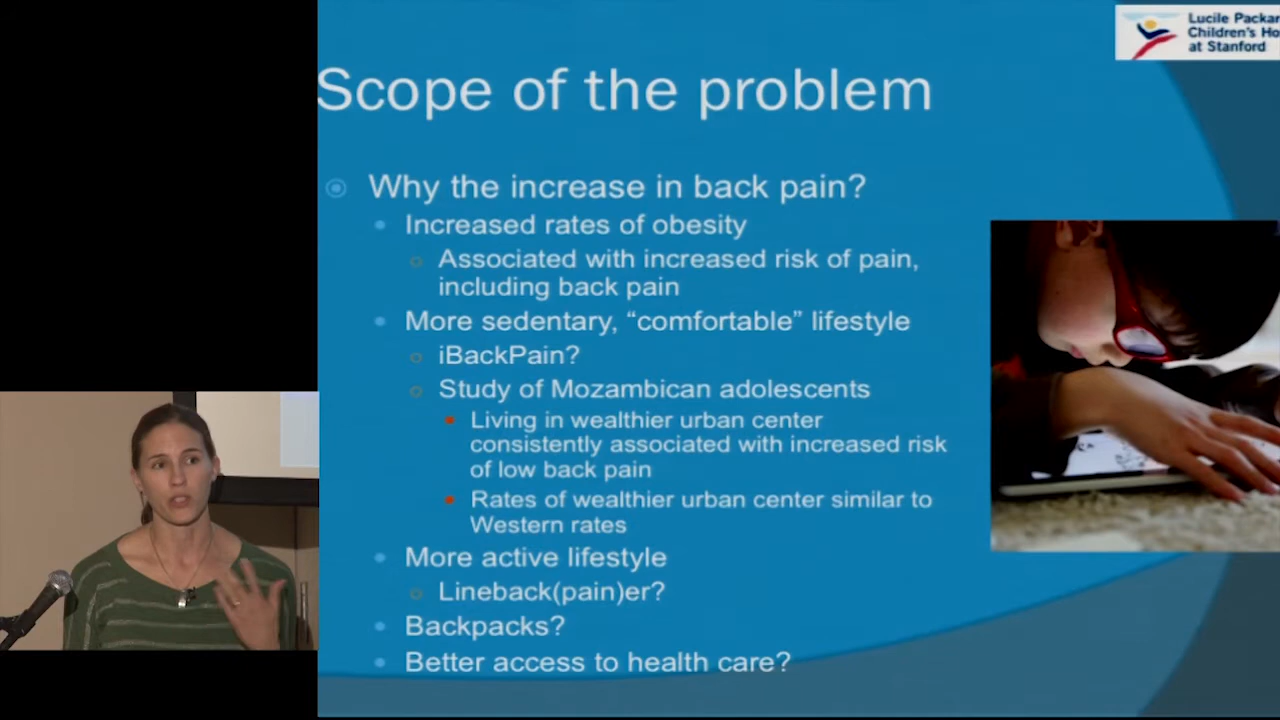 Lucile Packar
Children's Ho
at Stanford
Scope of the problem
Why the increase in back pain?
Increased rates of obesity
Associated with increased risk of pain,
including back pain
More sedentary, “comfortable” lifestyle
iBackPain?
Study of Mozambican adolescents
Living in wealthier urban center
consistently associated with increased risk
of low back pain
Rates of wealthier urban center similar to
Western rates
More active lifestyle
Lineback(pain)er?
Backpacks?
Better access to health care?